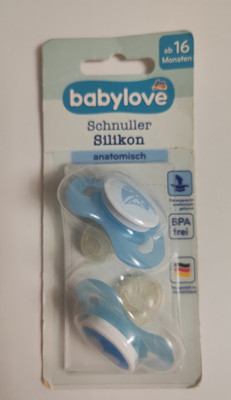 ab 16
Monaten
babylove
Schnuller
Silikon
anatomisch
BPA
frei